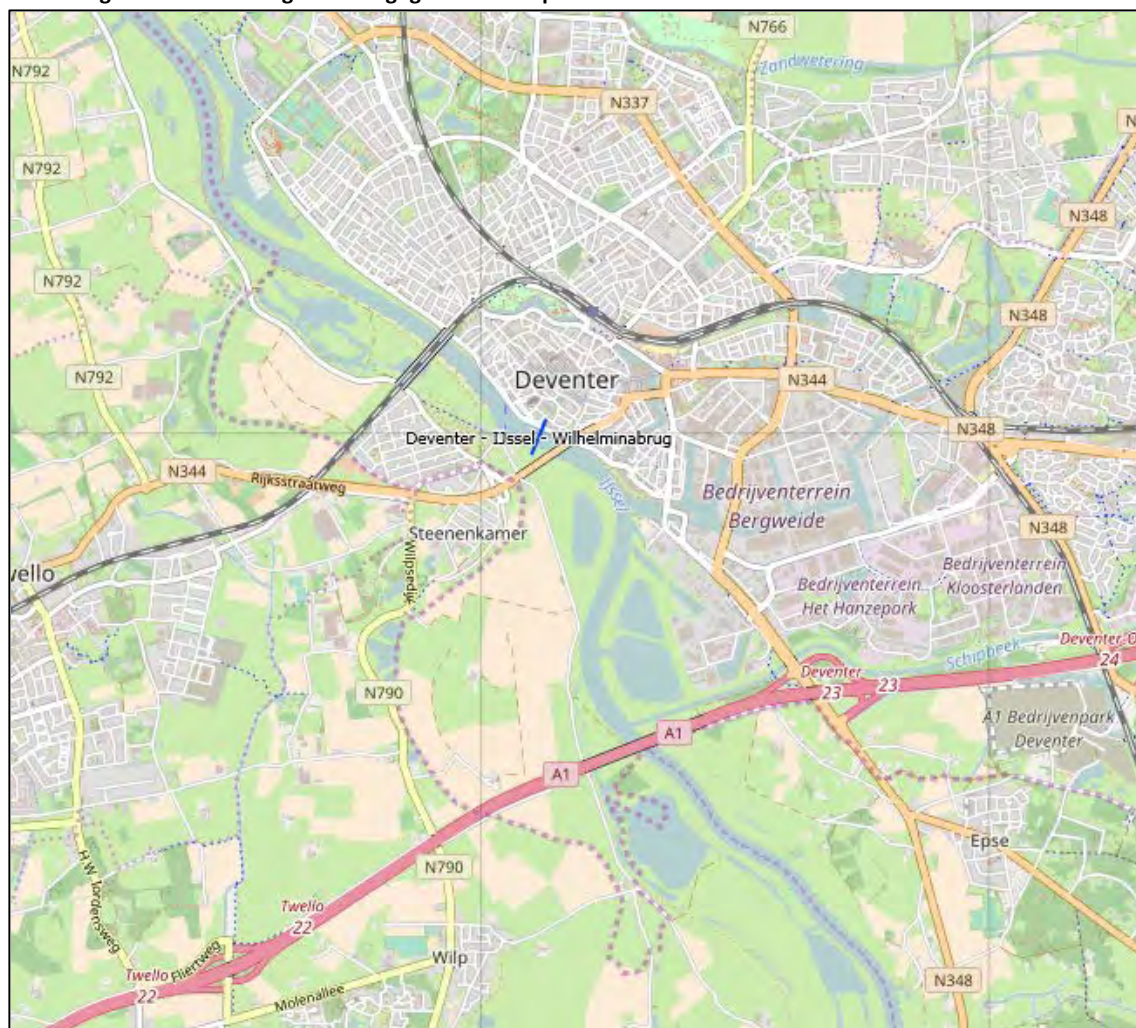 N766
N792
Zandwetering
N337
N792
N348
N792
N348
N792
Deventer
N344
Deventer - IJssel - Wilhelminabrug
N348
N344
Rijksstraatweg
IJssel
Bedrijventerrein
Bergweide
Steenenkamer
N348
Wilpsedijk
Bedrijventerrein
Kloosterlanden
Bedrijventerrein
Het Hanzepark
Schipbeek
Deventer
23
23
24
N790
A1
A1 Bedrijvenpark
Deventer
A1
Epse
N790
H.W. Iordensweg
Twello
22
Fliertweg
Twello
22
Wilp
Molenallee
N348